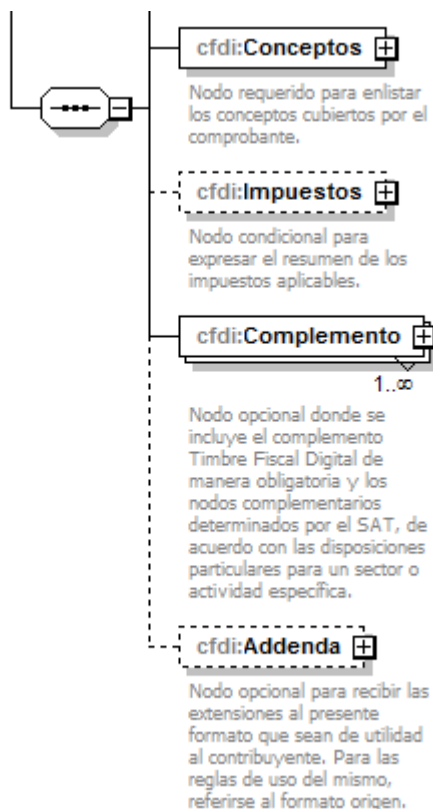 cfdi:Conceptos
Nodo requerido para enlistar
los conceptos cubiertos por el
comprobante.
cfdi:Impuestos
Nodo condicional para
expresar el resumen de los
impuestos aplicables.
cfdi:Complemento
1..∞
Nodo opcional donde se
incluye el complemento
Timbre Fiscal Digital de
manera obligatoria y los
nodos complementarios
determinados por el SAT, de
acuerdo con las disposiciones
particulares para un sector o
actividad específica.
cfdi:Addenda
Nodo opcional para recibir las
extensiones al presente
formato que sean de utilidad
al contribuyente. Para las
reglas de uso del mismo,
referirse al formato origen.